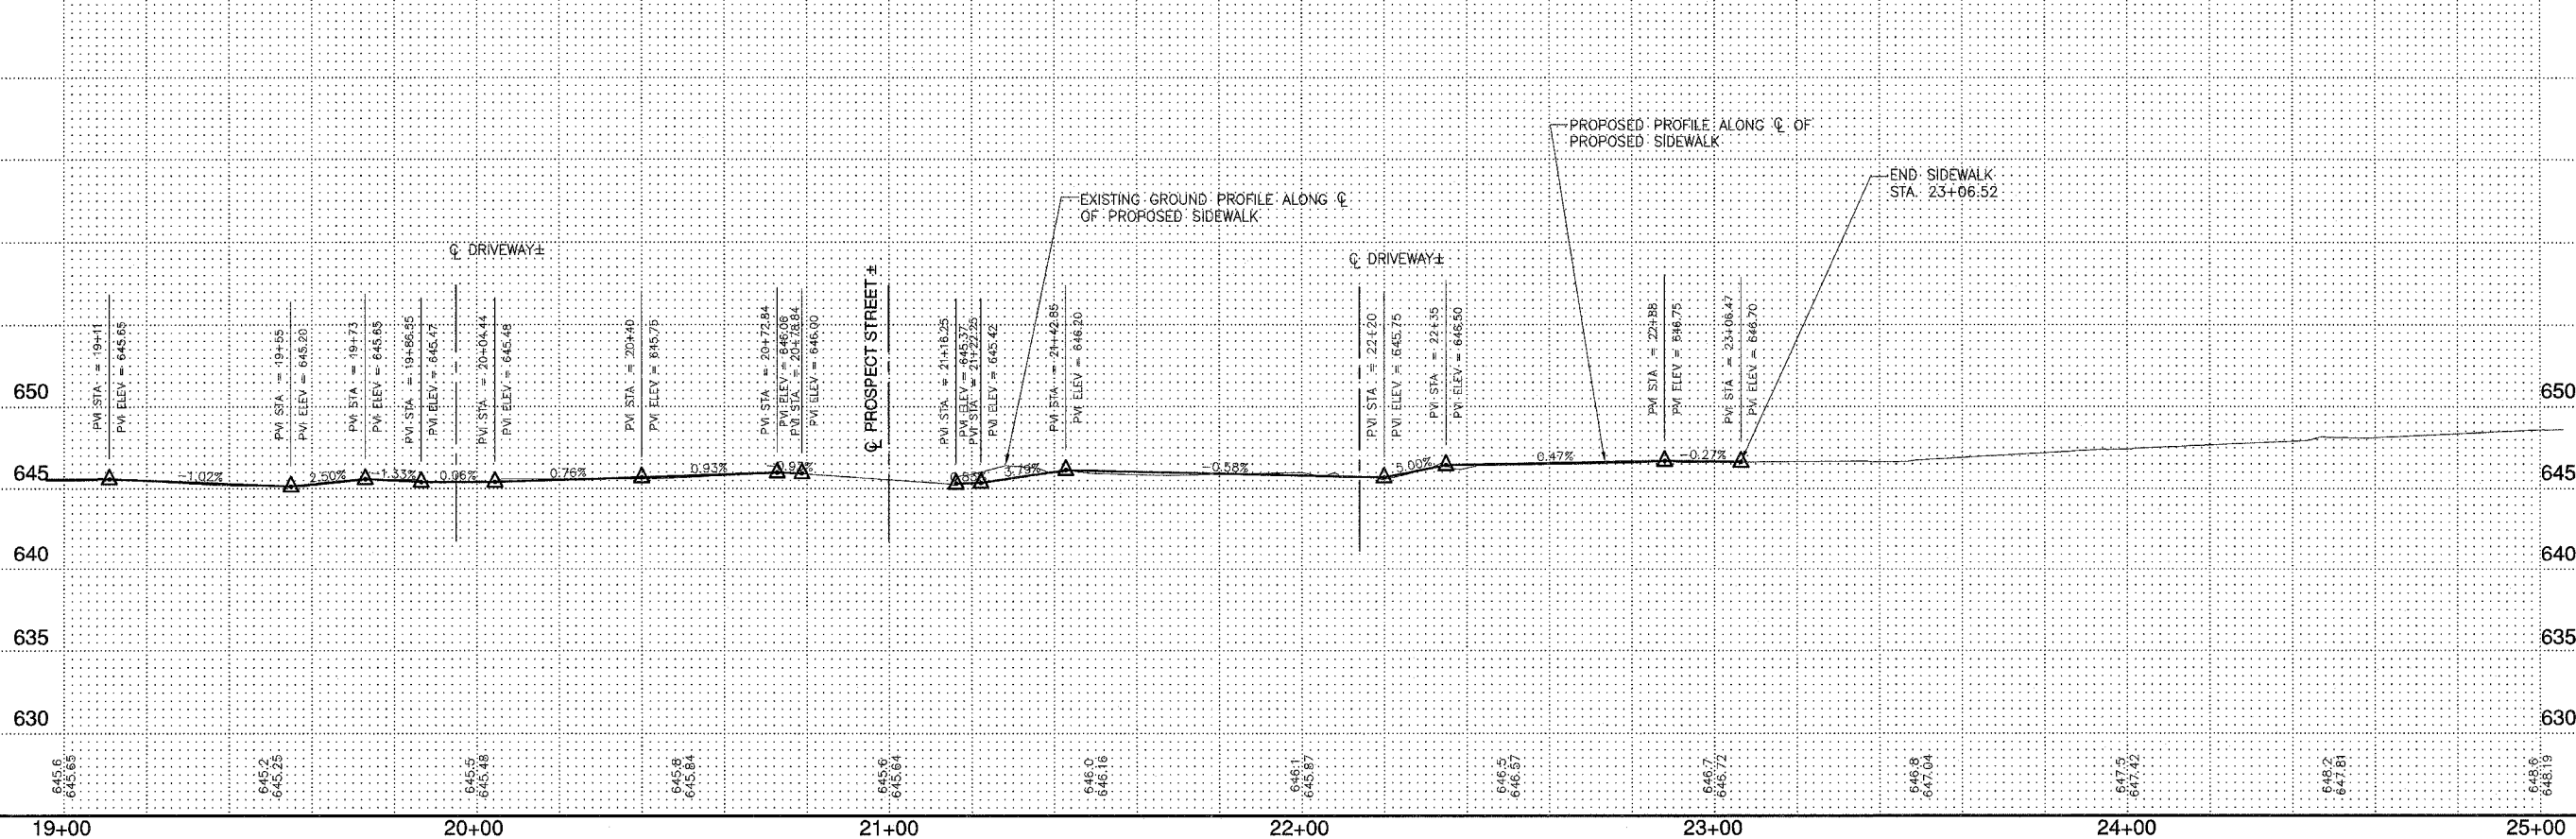 PROPOSED PROFILE ALONG ℄ OF
PROPOSED SIDEWALK
END SIDEWALK
STA. 23+06.52
EXISTING GROUND PROFILE ALONG ℄
OF PROPOSED SIDEWALK
℄ DRIVEWAY±
℄ PROSPECT STREET ±
℄ DRIVEWAY±
PVI STA = 19+11
PVI ELEV = 645.65
PVI STA = 19+55
PVI ELEV = 645.20
PVI STA = 19+73
PVI ELEV = 645.65
PVI STA = 19+86.55
PVI ELEV = 645.47
PVI STA = 20+04.44
PVI ELEV = 645.48
PVI STA = 20+40
PVI ELEV = 645.75
PVI STA = 20+72.84
PVI ELEV = 646.06
PVI STA = 20+78.84
PVI ELEV = 646.00
PVI STA = 21+16.25
PVI ELEV = 645.37
PVI STA = 21+22.25
PVI ELEV = 645.42
PVI STA = 21+42.85
PVI ELEV = 646.20
PVI STA = 22+20
PVI ELEV = 645.75
PVI STA = 22+35
PVI ELEV = 646.50
PVI STA = 22+88
PVI ELEV = 646.75
PVI STA = 23+06.47
PVI ELEV = 646.70
650 650
645 -1.02% 2.50% -1.33% 0.06% 0.76% 0.93% 3.79% -0.58% 5.00% 0.47% -0.27% 645
640 640
635 635
630 630
645.6
645.65
645.2
645.25
645.5
645.48
645.8
645.84
645.6
645.64
646.0
646.16
646.1
645.87
646.5
646.57
646.7
646.72
646.8
647.04
647.5
647.42
648.2
647.81
648.6
648.19
19+00 20+00 21+00 22+00 23+00 24+00 25+00